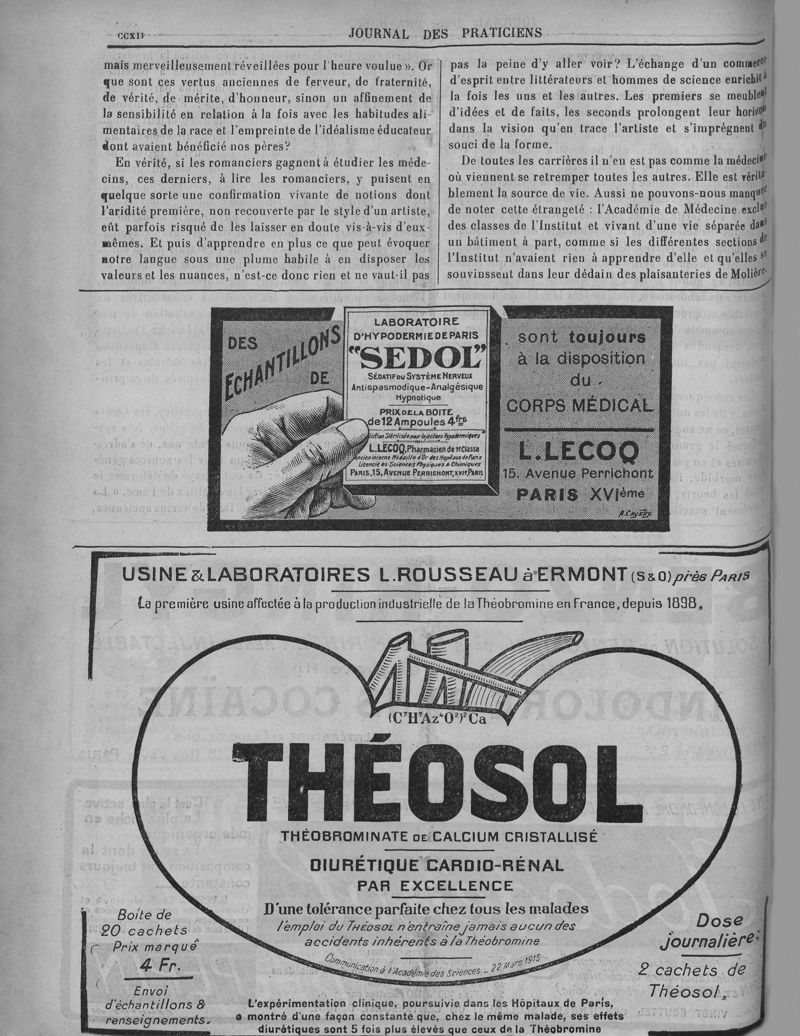 CCXII
JOURNAL DES PRATICIENS
mais merveilleusement réveillées pour l'heure voulue ». Or
que sont ces vertus anciennes de ferveur, de fraternité,
de vérité, de mérite, d'honneur, sinon un affinement de
la sensibilité en relation à la fois avec les habitudes ali-
mentaires de la race et l'empreinte de l'idéalisme éducateur
dont avaient bénéficié nos pères?
En vérité, si les romanciers gagnent à étudier les méde-
cins, ces derniers, à lire les romanciers, y puisent en
quelque sorte une confirmation vivante de notions dont
l'aridité première, non recouverte par le style d'un artiste,
eût parfois risqué de les laisser en doute vis-à-vis d'eux-
mêmes. Et puis d'apprendre en plus ce que peut évoquer
notre langue sous une plume habile à en disposer les
valeurs et les nuances, n'est-ce donc rien et ne vaut-il pas
pas la peine d'y aller voir? L'échange d'un commerce
d'esprit entre littérateurs et hommes de science enrichit à
la fois les uns et les autres. Les premiers se meublent
d'idées et de faits, les seconds prolongent leur horizon
dans la vision qu'en trace l'artiste et s'imprègnent du
souci de la forme.
De toutes les carrières il n'en est pas comme la médecine
où viennent se retremper toutes les autres. Elle est vérita-
blement la source de vie. Aussi ne pouvons-nous manquer
de noter cette étrangeté : l'Académie de Médecine exclue
des classes de l'Institut et vivant d'une vie séparée dans
un bâtiment à part, comme si les différentes sections de
l'Institut n'avaient rien à apprendre d'elle et qu'elles se
souvinssent dans leur dédain des plaisanteries de Molière.
DES
ÉCHANTILLONS
DE
LABORATOIRE
D'HYPODERMIE DE PARIS
"SEDOL"
SÉDATIF DU SYSTÈME NERVEUX
Antispasmodique-Analgésique
Hypnotique
PRIX DE LA BOITE
de 12 Ampoules 4frs
Stérilisée pour Injections Hypodermiques
L. LECOQ, Pharmacien de 1re Classe
Ancien Interne Médaille d'Or des Hôpitaux de Paris
Licencié ès Sciences Physiques & Chimiques
PARIS, 15, AVENUE PERRICHONT, XVIe, PARIS
sont toujours
à la disposition
du
CORPS MÉDICAL
L. LECOQ
15. Avenue Perrichont
PARIS XVIème
USINE & LABORATOIRES L. ROUSSEAU à ERMONT (S & O) près PARIS
La première usine affectée à la production industrielle de la Théobromine en France, depuis 1898.
(C⁷H⁷Az⁴O²)²Ca
THÉOSOL
THÉOBROMINATE DE CALCIUM CRISTALLISÉ
DIURÉTIQUE CARDIO-RÉNAL
PAR EXCELLENCE
D'une tolérance parfaite chez tous les malades
l'emploi du THÉOSOL n'entraîne jamais aucun des
accidents inhérents à la Théobromine
Communication à l'Académie des Sciences - 22 Mars 1915
Boite de
20 cachets
Prix marqué
4 Fr.
Envoi
d'échantillons &
renseignements.
Dose
journalière:
2 cachets de
Théosol.
L'expérimentation clinique, poursuivie dans les Hôpitaux de Paris,
a montré d'une façon constante que, chez le même malade, ses effets
diurétiques sont 5 fois plus élevés que ceux de la Théobromine